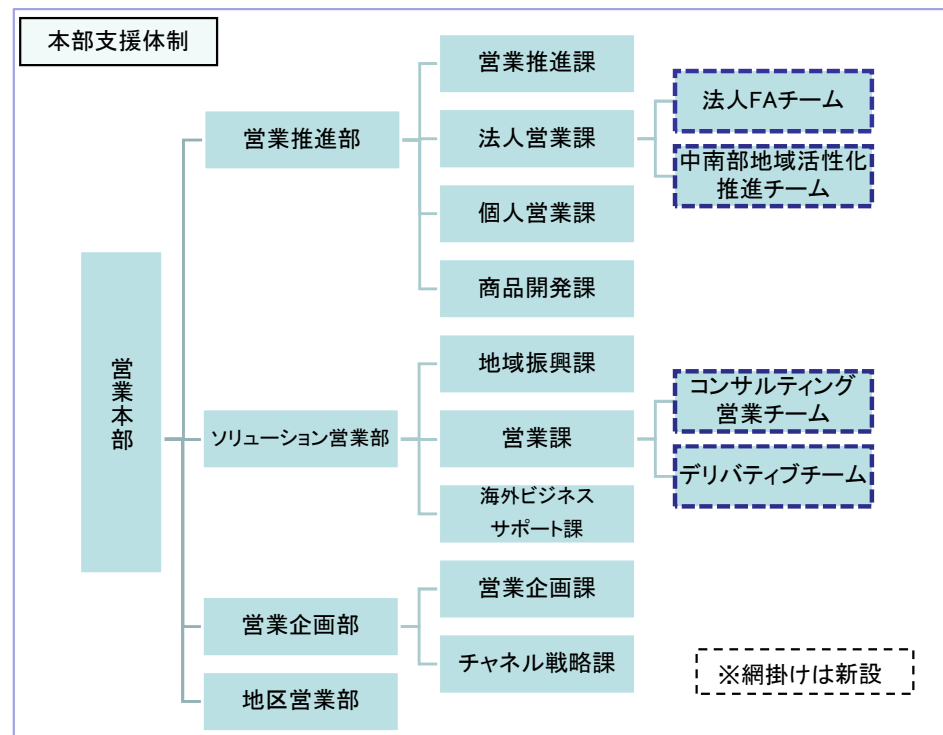 本部支援体制
営業本部
営業推進部
営業推進課
法人営業課
法人FAチーム
中南部地域活性化
推進チーム
個人営業課
商品開発課
ソリューション営業部
地域振興課
営業課
コンサルティング
営業チーム
デリバティブチーム
海外ビジネス
サポート課
営業企画部
営業企画課
チャネル戦略課
地区営業部
※網掛けは新設